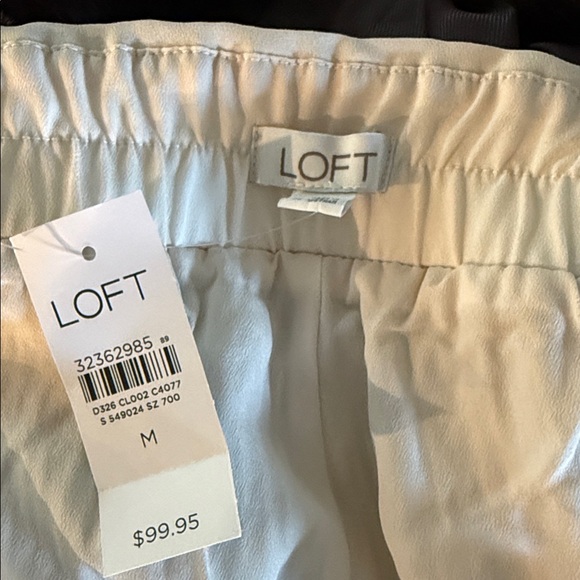 LOFT
LOFT
32362985 89
D326 CL002 C4077
S 549024 SZ 700
M
$99.95